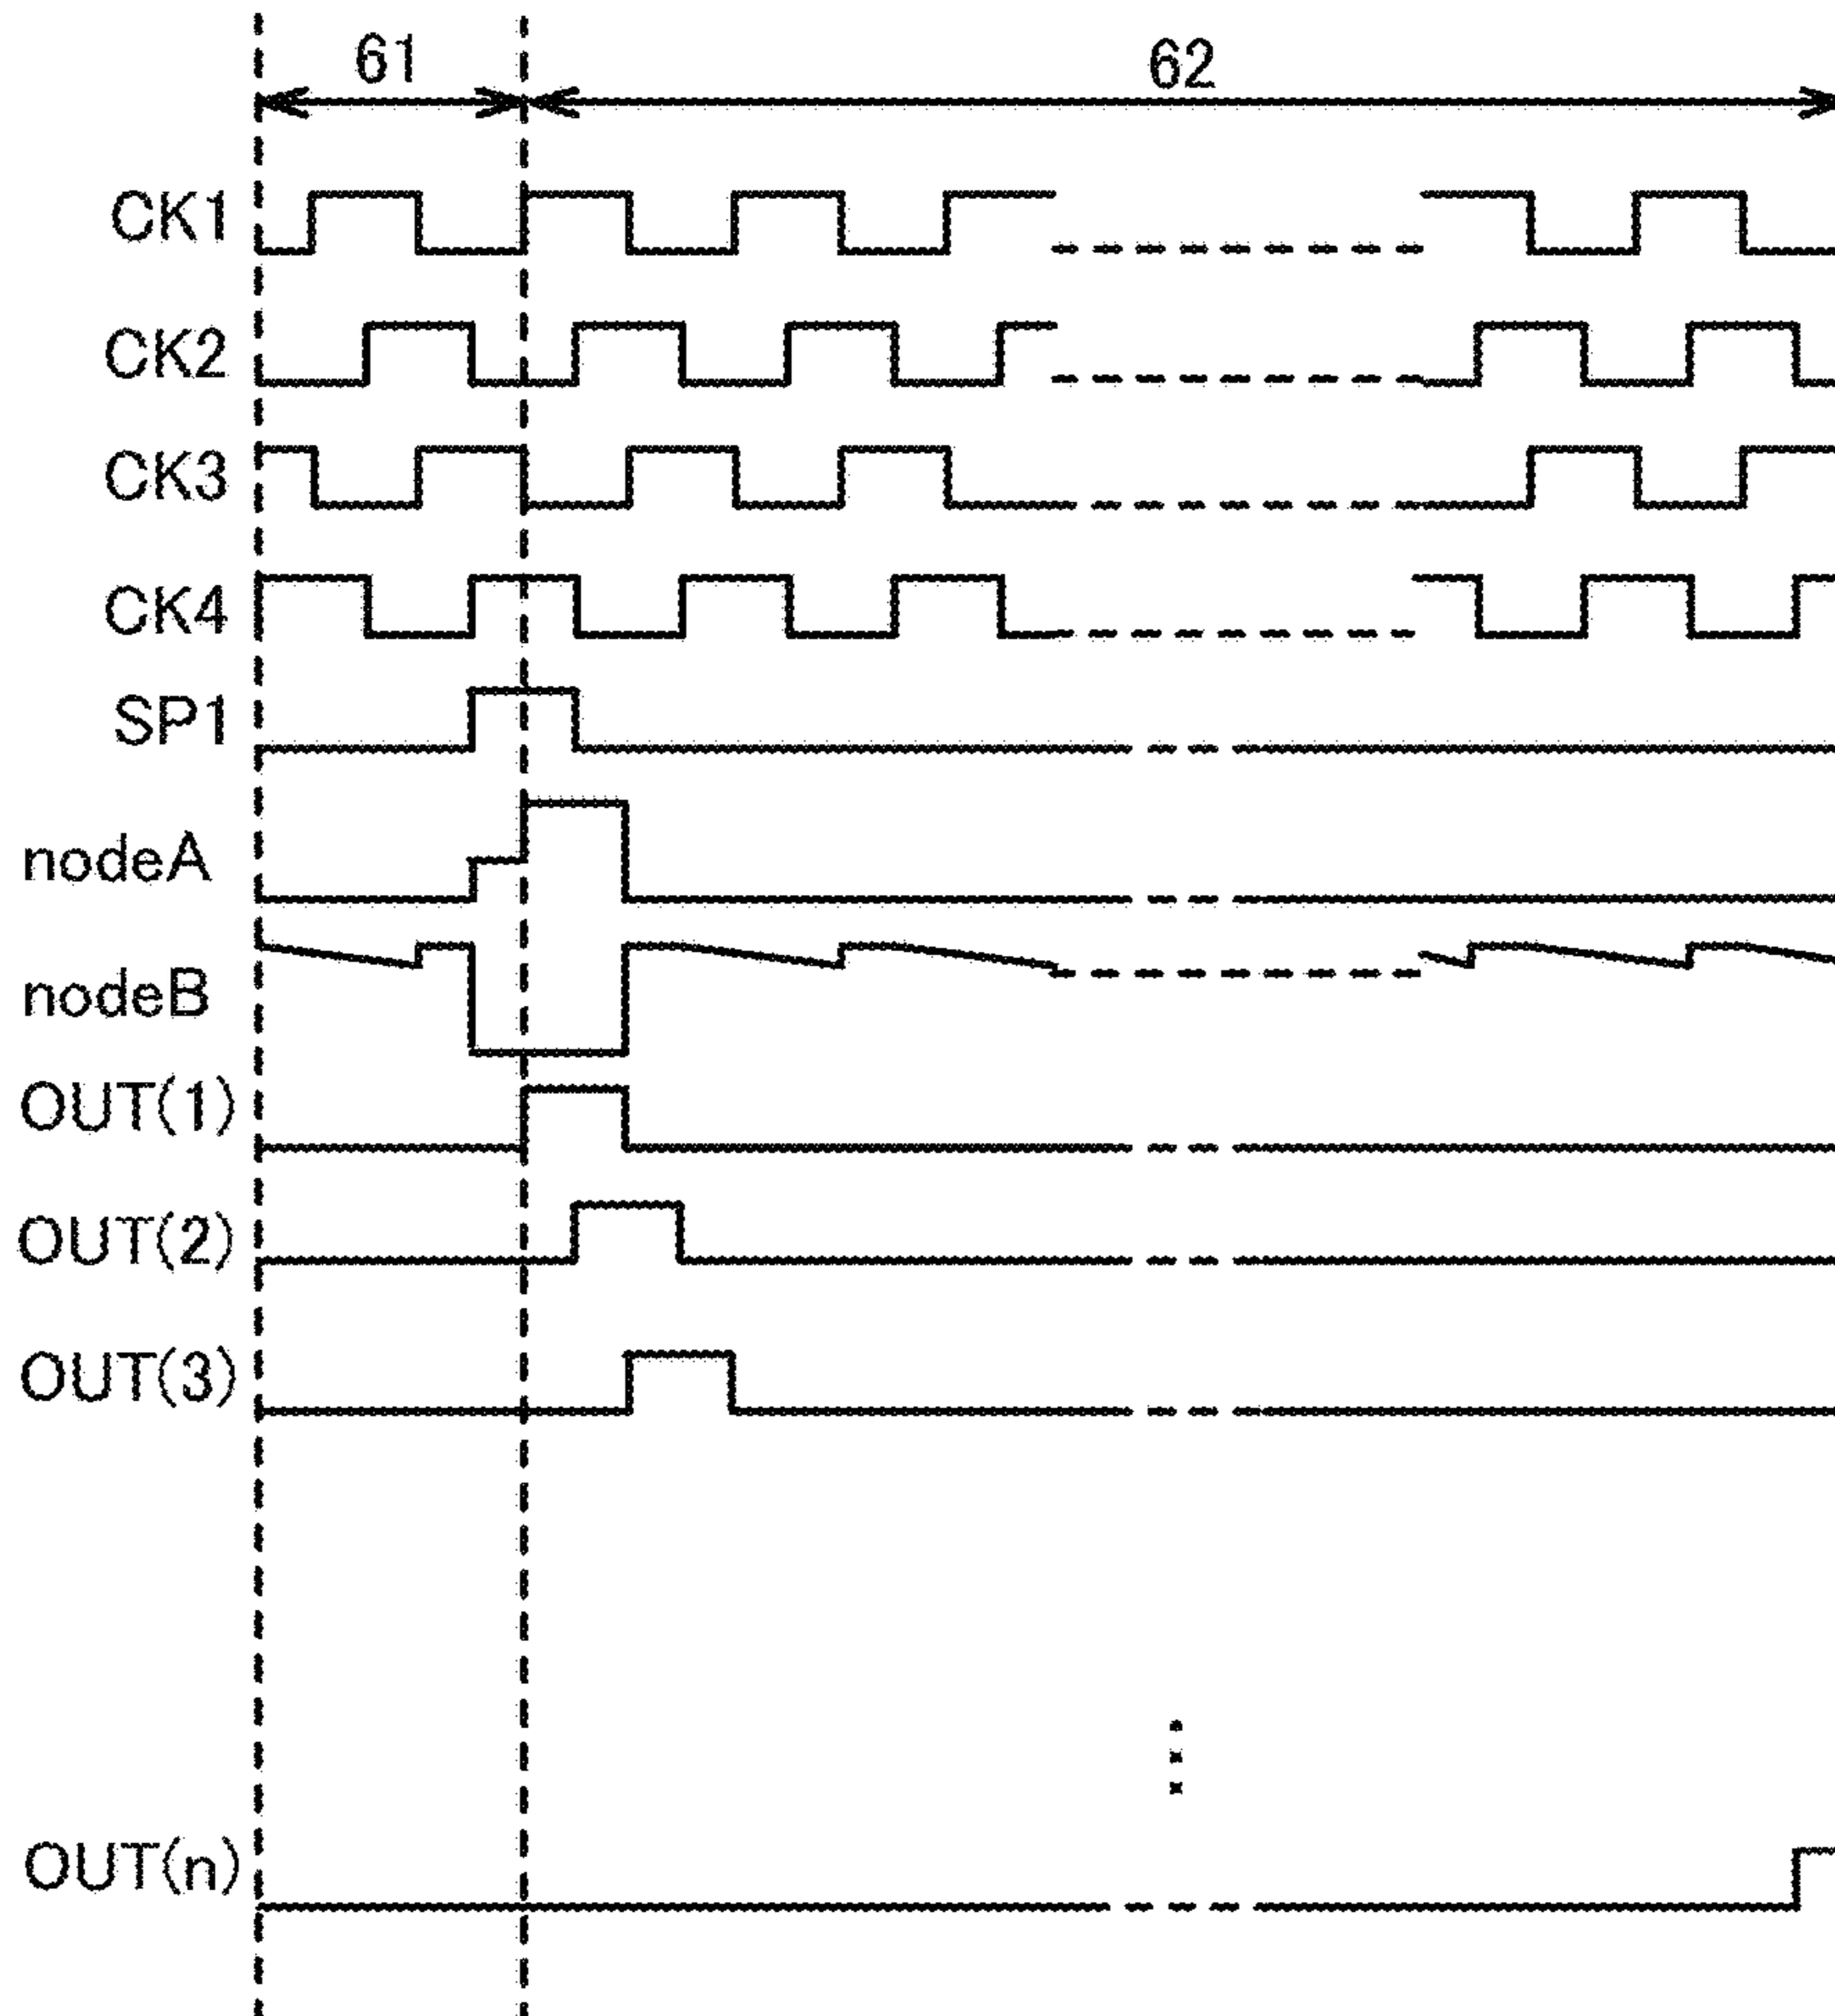 61
62
CK1
CK2
CK3
CK4
SP1
nodeA
nodeB
OUT(1)
OUT(2)
OUT(3)
OUT(n)